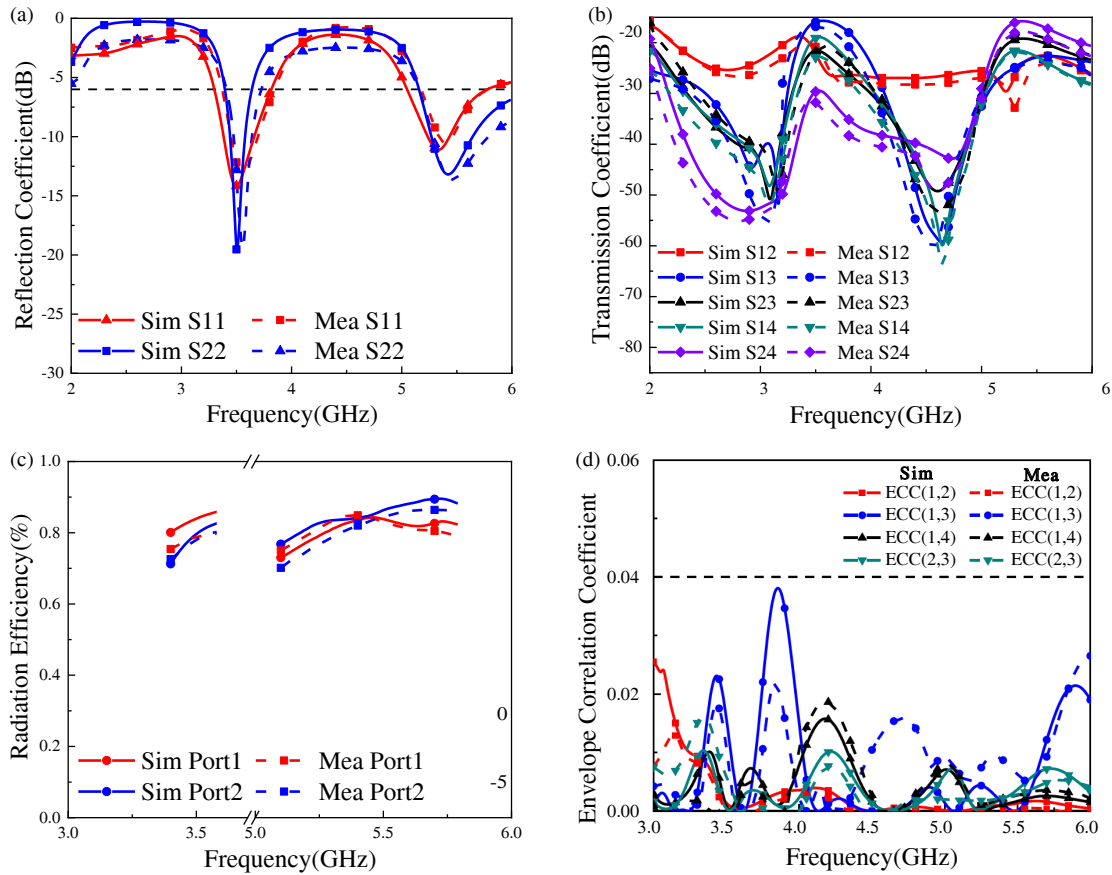 (a)
0
-5
-10
-15
-20
-25
-30
Reflection Coefficient(dB)
Sim S11
Mea S11
Sim S22
Mea S22
2
3
4
5
6
Frequency(GHz)
(b)
-20
-30
-40
-50
-60
-70
-80
Transmission Coefficient(dB)
Sim S12
Mea S12
Sim S13
Mea S13
Sim S23
Mea S23
Sim S14
Mea S14
Sim S24
Mea S24
2
3
4
5
6
Frequency(GHz)
(c)
1.0
0.8
0.6
0.4
0.2
0.0
Radiation Efficiency(%)
0
-5
Sim Port1
Mea Port1
Sim Port2
Mea Port2
3.0
3.5
5.0
5.5
6.0
Frequency(GHz)
(d)
0.06
0.04
0.02
0.00
Envelope Correlation Coefficient
Sim
Mea
ECC(1,2)
ECC(1,2)
ECC(1,3)
ECC(1,3)
ECC(1,4)
ECC(1,4)
ECC(2,3)
ECC(2,3)
3.0
3.5
4.0
4.5
5.0
5.5
6.0
Frequency(GHz)